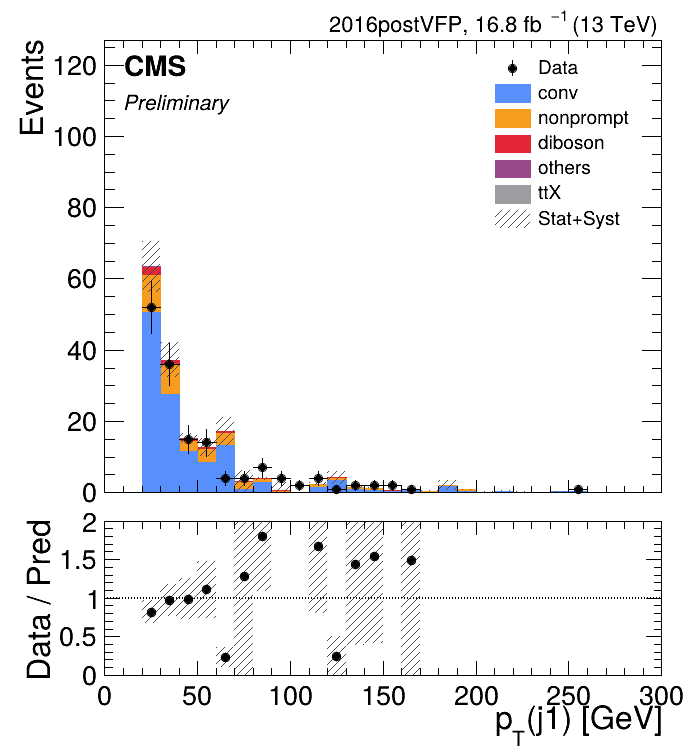 2016postVFP, 16.8 fb⁻¹ (13 TeV)
Events
120
100
80
60
40
20
0
CMS
Preliminary
Data
conv
nonprompt
diboson
others
ttX
Stat+Syst
Data / Pred
2
1.5
1
0.5
0
0 50 100 150 200 250 300
p_T(j1) [GeV]